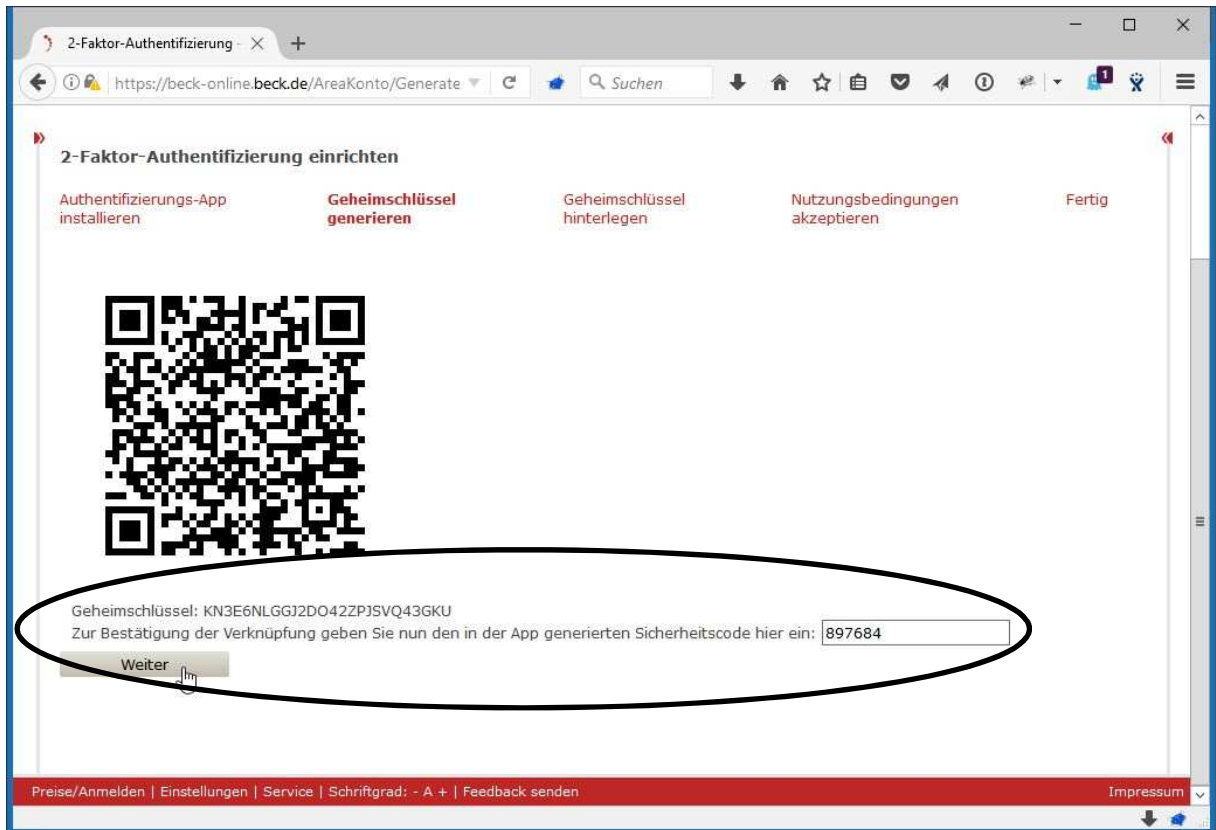 2-Faktor-Authentifizierung -
https://beck-online.beck.de/AreaKonto/Generate
Suchen
1
2-Faktor-Authentifizierung einrichten
Authentifizierungs-App installieren
Geheimschlüssel generieren
Geheimschlüssel hinterlegen
Nutzungsbedingungen akzeptieren
Fertig
Geheimschlüssel: KN3E6NLGGJ2DO42ZPJSVQ43GKU
Zur Bestätigung der Verknüpfung geben Sie nun den in der App generierten Sicherheitscode hier ein: 897684
Weiter
Preise/Anmelden | Einstellungen | Service | Schriftgrad: - A + | Feedback senden
Impressum